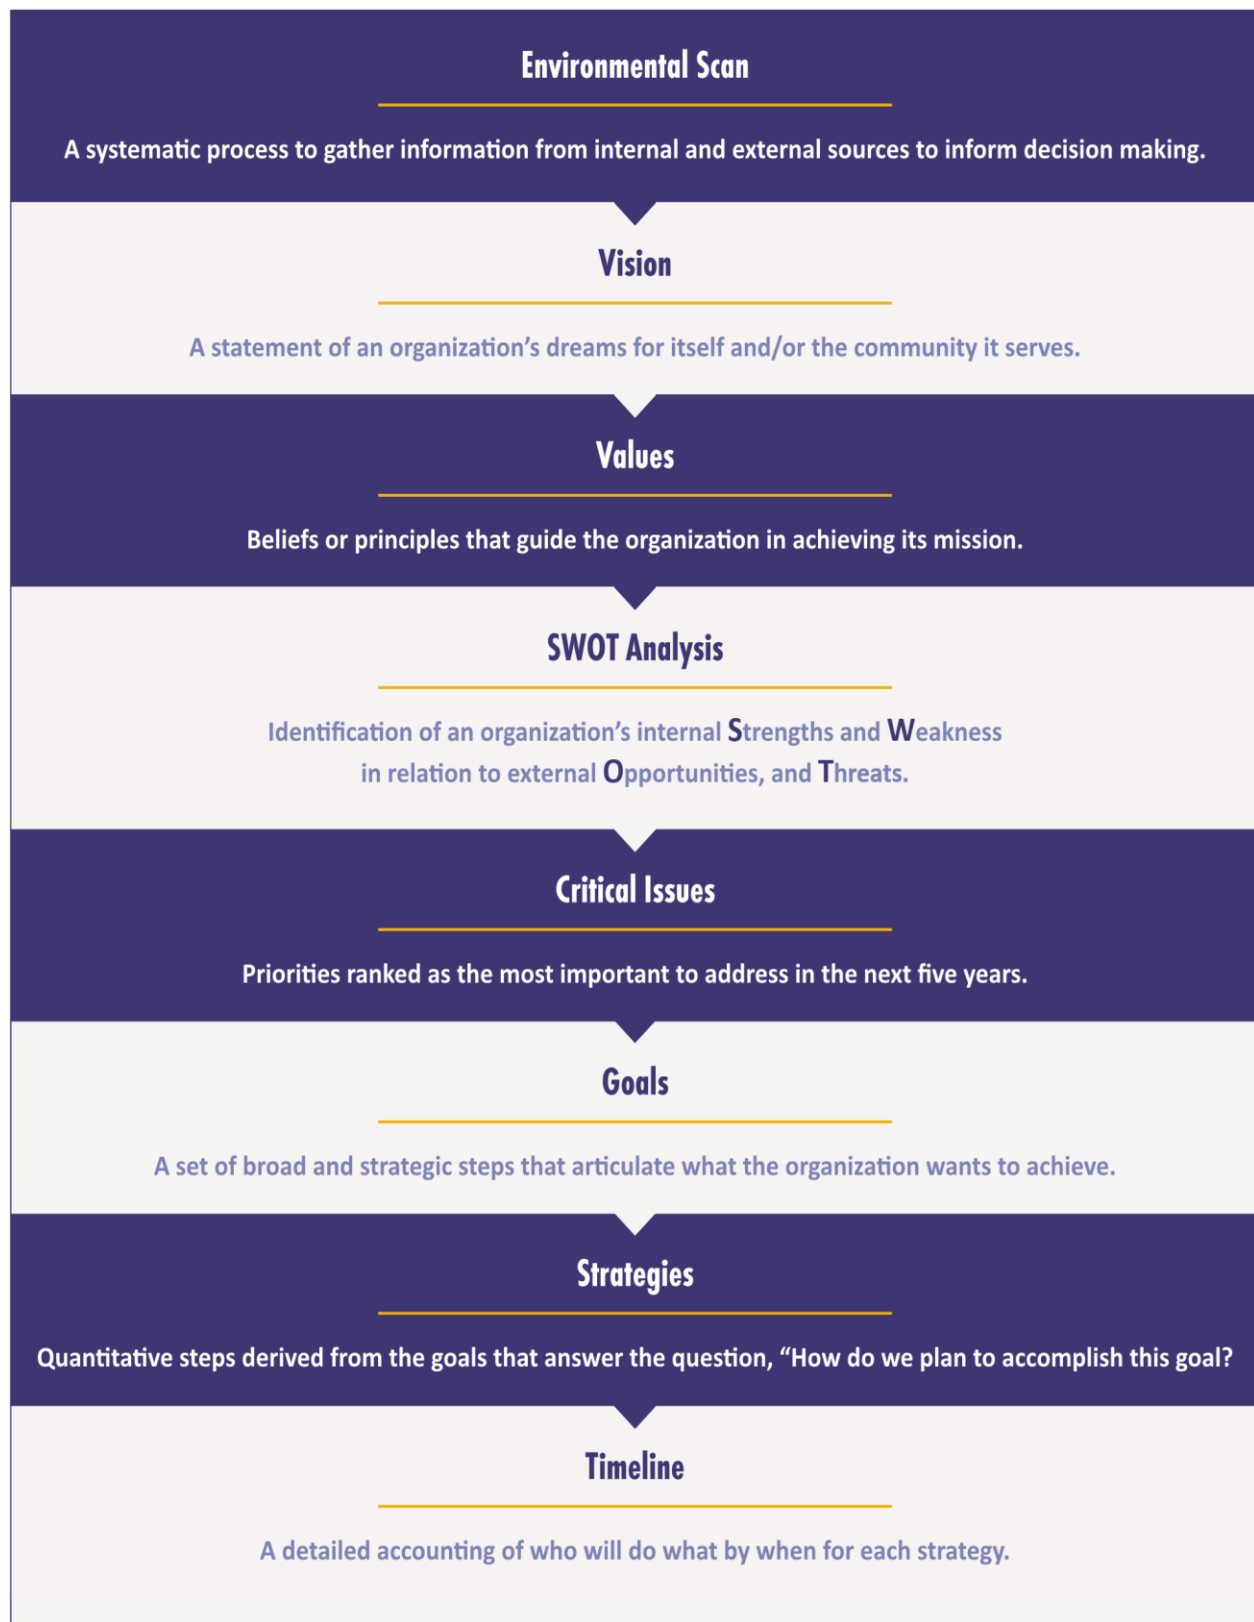 Environmental Scan
A systematic process to gather information from internal and external sources to inform decision making.
Vision
A statement of an organization’s dreams for itself and/or the community it serves.
Values
Beliefs or principles that guide the organization in achieving its mission.
SWOT Analysis
Identification of an organization’s internal Strengths and Weakness
in relation to external Opportunities, and Threats.
Critical Issues
Priorities ranked as the most important to address in the next five years.
Goals
A set of broad and strategic steps that articulate what the organization wants to achieve.
Strategies
Quantitative steps derived from the goals that answer the question, “How do we plan to accomplish this goal?
Timeline
A detailed accounting of who will do what by when for each strategy.